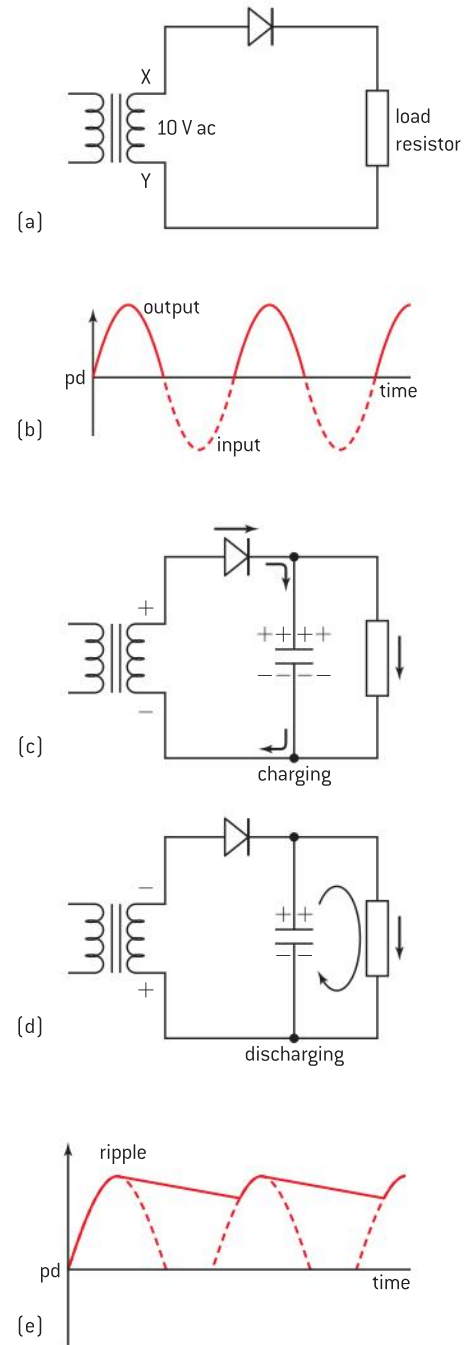 X
10 V ac
load
resistor
Y
(a)
output
pd
time
(b)
input
+
+ + + +
− − − −
−
(c)
charging
−
+ +
− −
+
(d)
discharging
ripple
pd
time
(e)